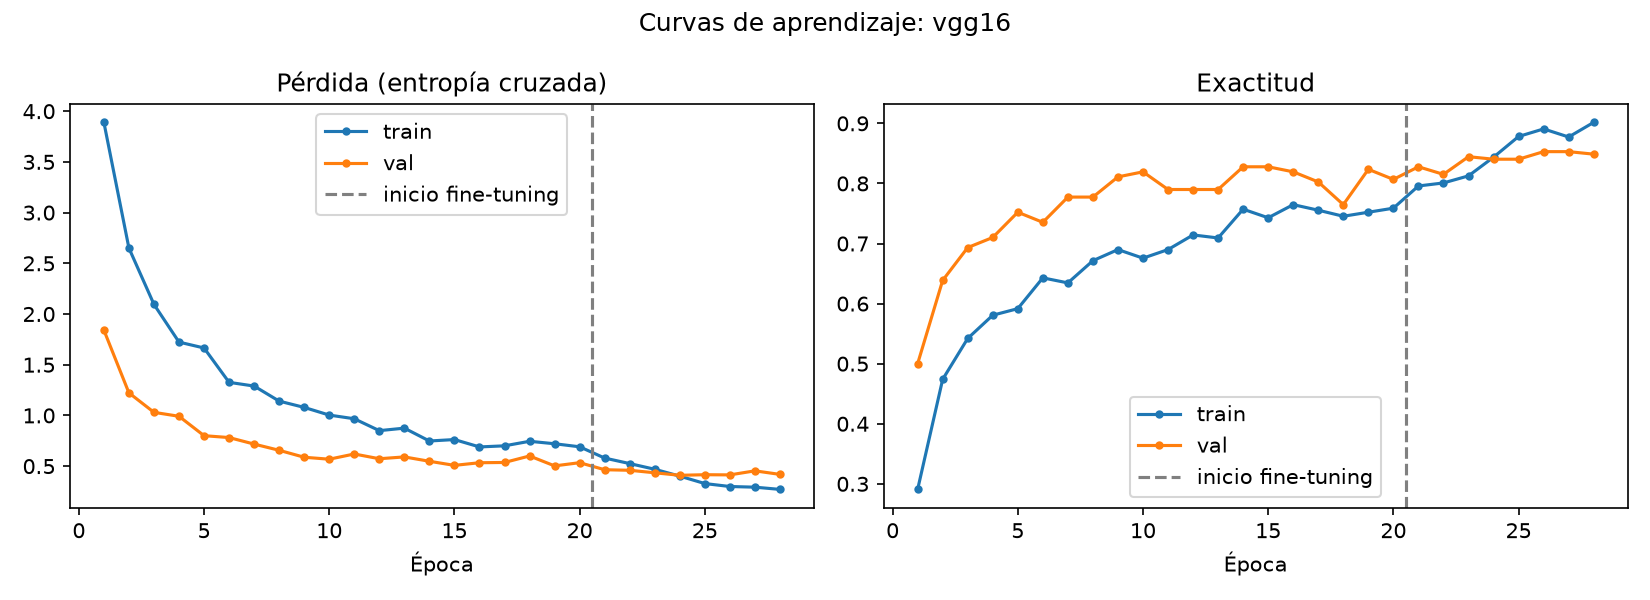 Curvas de aprendizaje: vgg16
Pérdida (entropía cruzada)
4.0
3.5
3.0
2.5
2.0
1.5
1.0
0.5
train
val
inicio fine-tuning
0 5 10 15 20 25
Época
Exactitud
0.9
0.8
0.7
0.6
0.5
0.4
0.3
train
val
inicio fine-tuning
0 5 10 15 20 25
Época